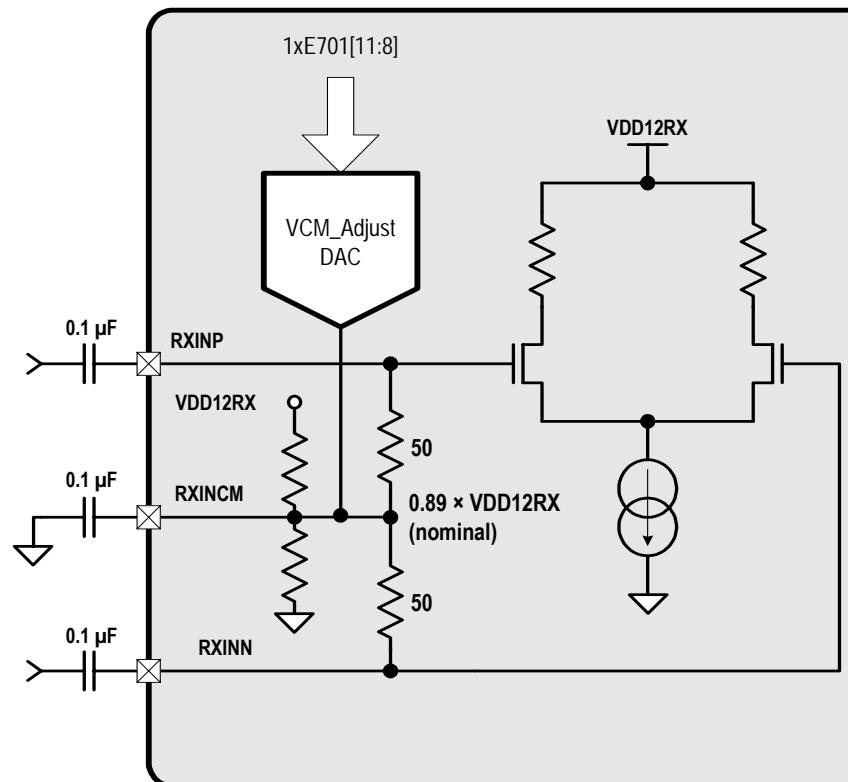 1xE701[11:8]
VDD12RX
VCM_Adjust
DAC
0.1 µF
RXINP
VDD12RX
50
0.1 µF
RXINCM
0.89 × VDD12RX
(nominal)
50
0.1 µF
RXINN